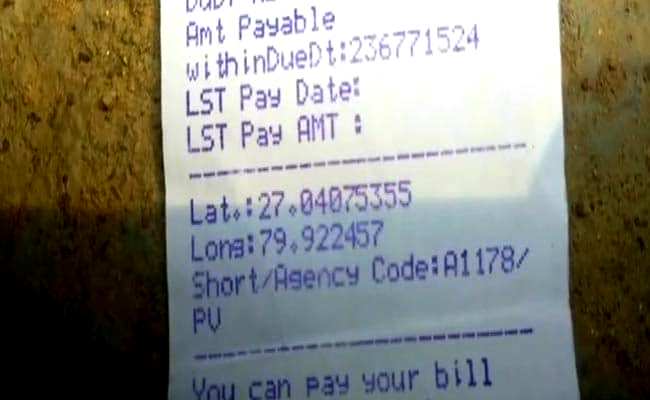 Amt Payable
withinDueDt:236771524
LST Pay Date:
LST Pay AMT :
Lat.:27.04075355
Long:79.922457
Short/Agency Code:A1178/
PV
You can pay your bill